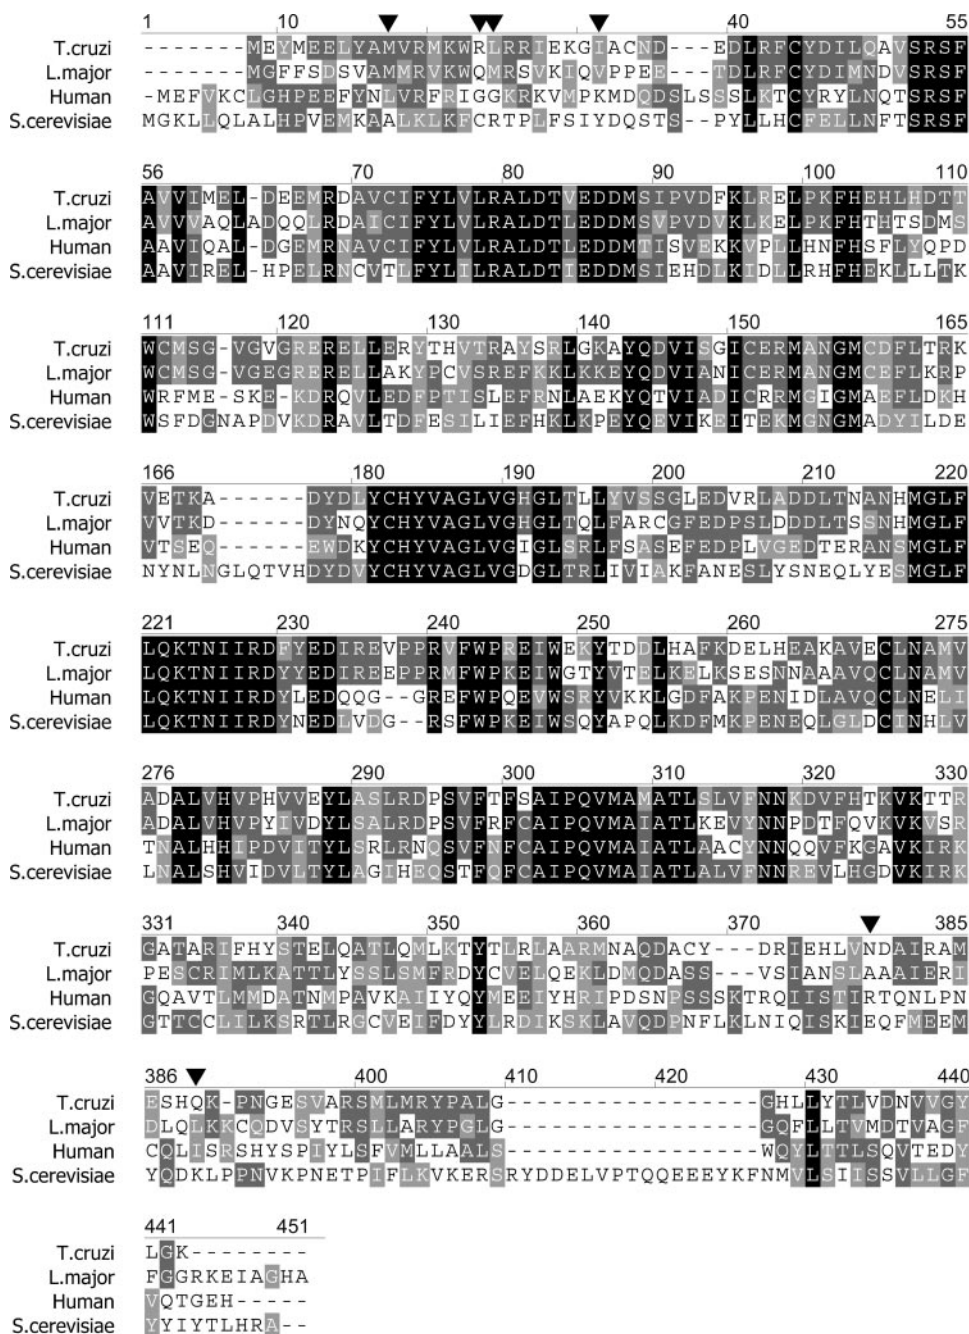 1 10 40 55
T.cruzi -------MEYMEELYAMVRMKWRLRRIEKGIACND---EDLRFCYDILQAVSRSF
L.major -------MGFFSDSVAMMRVKWQMRSVKIQVPPEE---TDLRFCYDIMNDVSRSF
Human -MEFVKCLGHPEEFYNLVRFRIGGKRKVMPKMDQDSLSSSLKTCYRYLNQTSRSF
S.cerevisiae MGKLLQLALHPVEMKAALKLKFCRTPLFSIYDQSTS--PYLLHCFELLNFTSRSF
56 70 80 90 100 110
T.cruzi AVVIMEL-DEEMRDAVCIFYLVLRALDTVEDDMSIPVDFKLRELPKFHEHLHDTT
L.major AVVVAQLADQQLRDAICIFYLVLRALDTVEDDMSVPVDVKLKELPKFHTHTSDMS
Human AAVIQAL-DGEMRNAVCIFYLVLRALDTLEDDMTISVEKKVPLLHNFHSFLYQPD
S.cerevisiae AAVIREL-HPELRNCVTLFYLILRALDTIEDDMSIEHDLKIDLLRHFHEKLLLTK
111 120 130 140 150 165
T.cruzi WCMSG-VGVGRERELLERYTHVTRAYSRLGKAYQDVISGICERMANGMCDFLTRK
L.major WCMSG-VGEGRERELLAKYPCVSREFKKLKKEYQDVIANICERMANGMCEFLKRP
Human WRFME-SKE-KDRQVLEDFPTISLEFRNLAEKYQTVIADICRRMGIGMAEFLDKH
S.cerevisiae WSFDGNAPDVKDRAVLTDFESILIEFHKLKPEYQEVIKEITEKMGNGMADYILDE
166 180 190 200 210 220
T.cruzi VETKA------DYDLYCHYVAGLVGHGLTLLYVSSGLEDVRLADDLTNANHMGLF
L.major VVTKD------DYNQYCHYVAGLVGHGLTQLFARCGFEDPSLDDDLTSSNHMGLF
Human VTSEQ------EWDKYCHYVAGLVGIGLSRLFSASEFEDPLVGEDTERANSMGLF
S.cerevisiae NYNLNGLQTVHDYDVYCHYVAGLVGDGLTRLIVIAKFANESLYSNEQLYESMGLF
221 230 240 250 260 275
T.cruzi LQKTNIIRDFYEDIREVPPRVFWPREIWEKYTDDLHAFKDELHEAKAVECLNAMV
L.major LQKTNIIRDYYEDIREEPPRMFWPREIWGTYVTELKELKSESNNAAAVQCLNAMV
Human LQKTNIIRDYLEDQQG--GREFWPQEVWSRYVKKLGDFAKPENIDLAVQCLNELI
S.cerevisiae LQKTNIIRDYNEDLVDG--RSFWPKEIWSQYAPQLKDFMKPENEQLGLDCINHLV
276 290 300 310 320 330
T.cruzi ADALVHVPHVVEYLASLRDPSVFTFSAIPQVMAMATLSLVFNNKDVFHTKVKTTR
L.major ADALVHVPYIVDYLSALRDPSVFRFCAIPQVMAIATLKEVYNNPDTFQVKVKVSR
Human TNALHHIPDVITYLSRLRNQSVFNFCAIPQVMAIATLAACYNNQQVFKGAVKIRK
S.cerevisiae LNALSHVIDVLTYLAGIHEQSTFQFCAIPQVMAIATLALVFNNREVLHGDVKIRK
331 340 350 360 370 385
T.cruzi GATARIFHYSTELQATLQMLKTYTLRLAARMNAQDACY---DRIEHLVNDAIRAM
L.major PESCRIMLKATTLYSSLSMFRDYCVELQEKLDMQDASS---VSIANSLAAAIERI
Human GQAVTLMMDATNMPAVKAIIYQYMEEIYHRIPDSNPSSSKTRQIISTIRTQNLPN
S.cerevisiae GTTCCLILKSRTLRGCVEIFDYYLRDIKSKLAVQDPNFLKLNIQISKIEQFMEEM
386 400 410 420 430 440
T.cruzi ESHQK-PNGESVARSMLMRYPALG-----------------GHLLYTLVDNVVGY
L.major DLQLKKCQDVSYTRSLLARYPGLG-----------------GQFLLTVMDTVAGF
Human CQLISRSHYSPIYLSFVMLLAALS-----------------WQYLTTLSQVTEDY
S.cerevisiae YQDKLPPNVKPNETPIFLKVKERSRYDDELVPTQQEEEYKFNMVLSIISSVLLGF
441 451
T.cruzi LGK--------
L.major FGGRKEIAGHA
Human VQTGEH-----
S.cerevisiae YYIYTLHRA--